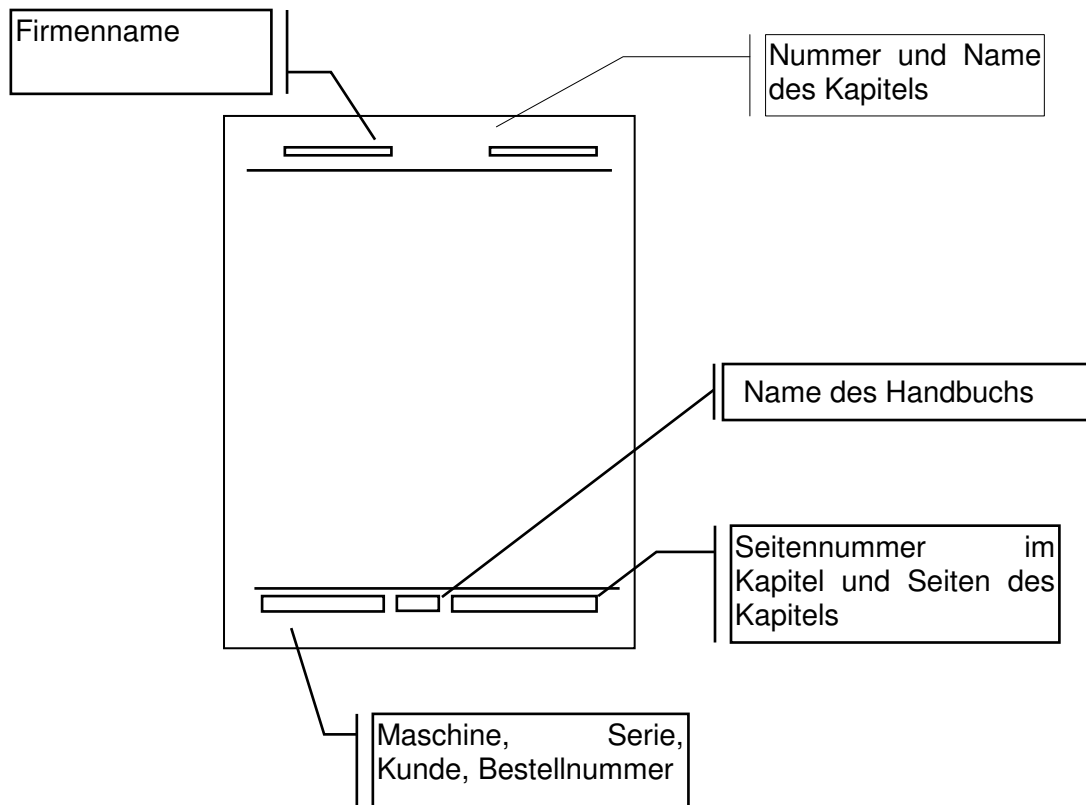 Firmenname
Nummer und Name
des Kapitels
Name des Handbuchs
Seitennummer im
Kapitel und Seiten des
Kapitels
Maschine, Serie,
Kunde, Bestellnummer